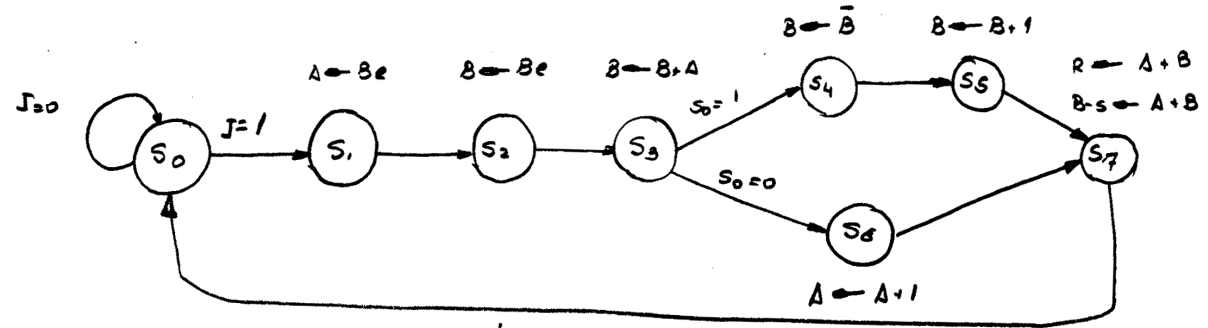 B ← B̄
B ← B+1
A ← Be
B ← Be
B ← B+A
R ← A+B
B-S ← A+B
J=0
J=1
S0
S1
S2
S3
S0=1
S4
S5
S7
S0=0
S6
A ← A+1